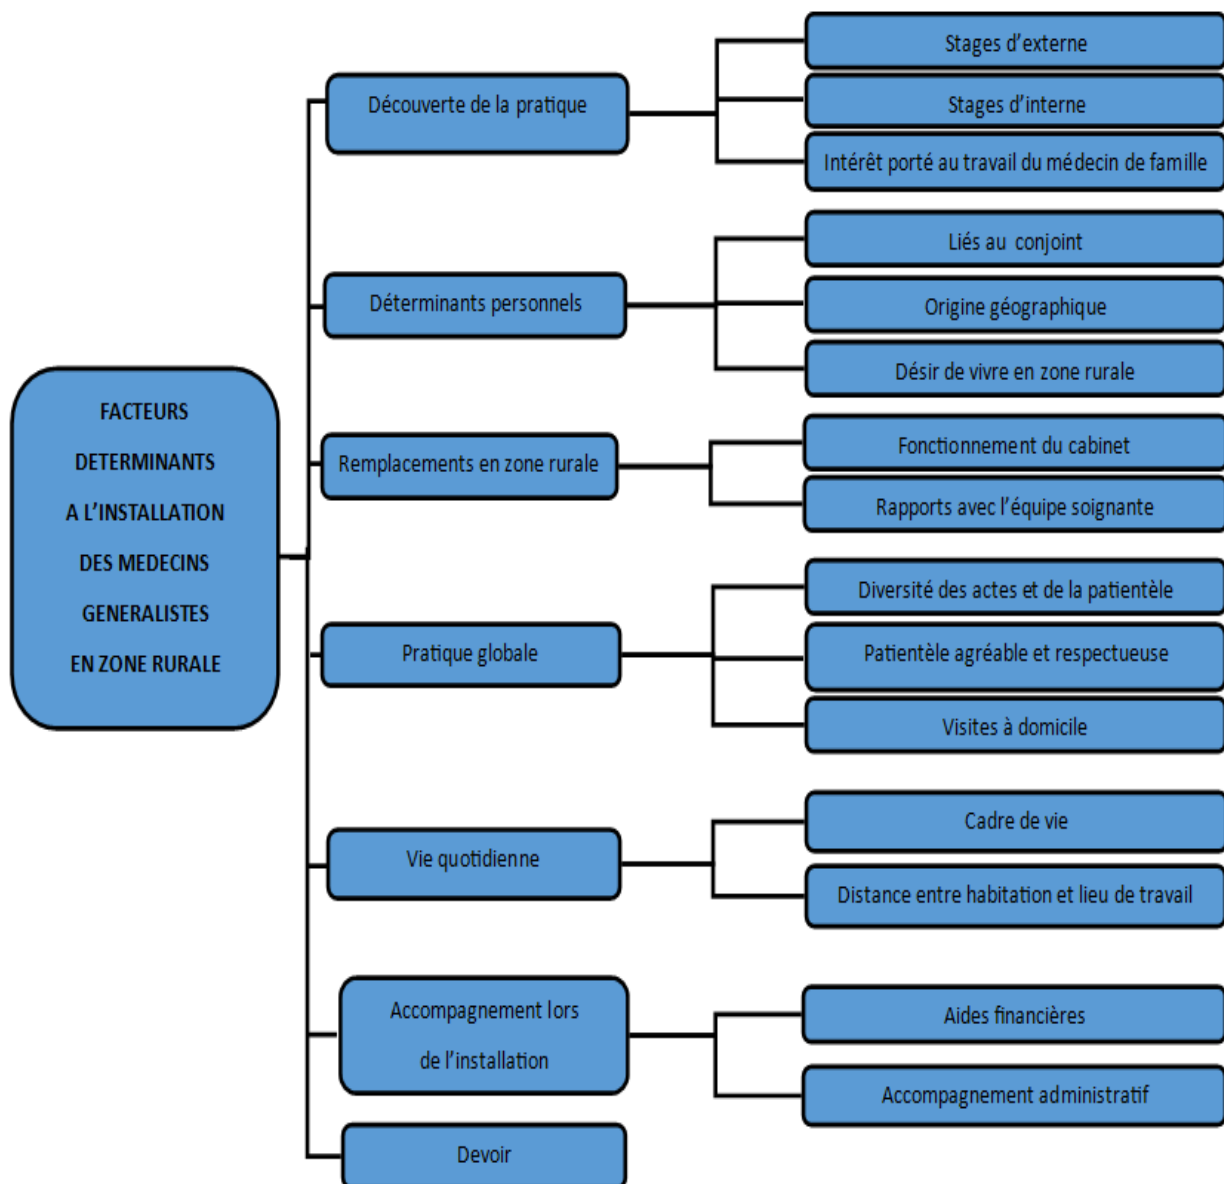 FACTEURS
DETERMINANTS
A L’INSTALLATION
DES MEDECINS
GENERALISTES
EN ZONE RURALE
Découverte de la pratique
Stages d’externe
Stages d’interne
Intérêt porté au travail du médecin de famille
Déterminants personnels
Liés au conjoint
Origine géographique
Désir de vivre en zone rurale
Remplacements en zone rurale
Fonctionnement du cabinet
Rapports avec l’équipe soignante
Pratique globale
Diversité des actes et de la patientèle
Patientèle agréable et respectueuse
Visites à domicile
Vie quotidienne
Cadre de vie
Distance entre habitation et lieu de travail
Accompagnement lors
de l’installation
Aides financières
Accompagnement administratif
Devoir